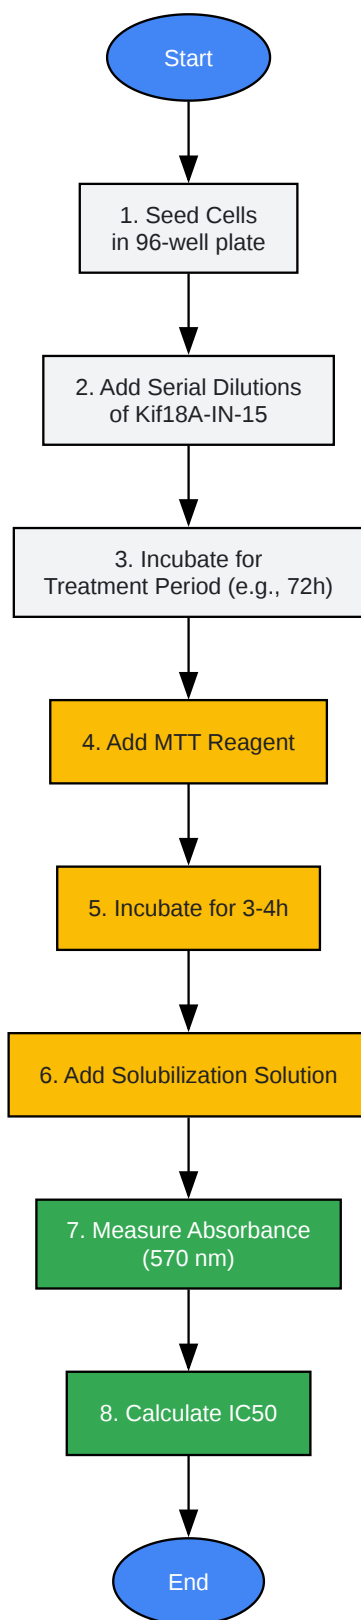 Start
1. Seed Cells
in 96-well plate
2. Add Serial Dilutions
of Kif18A-IN-15
3. Incubate for
Treatment Period (e.g., 72h)
4. Add MTT Reagent
5. Incubate for 3-4h
6. Add Solubilization Solution
7. Measure Absorbance
(570 nm)
8. Calculate IC50
End